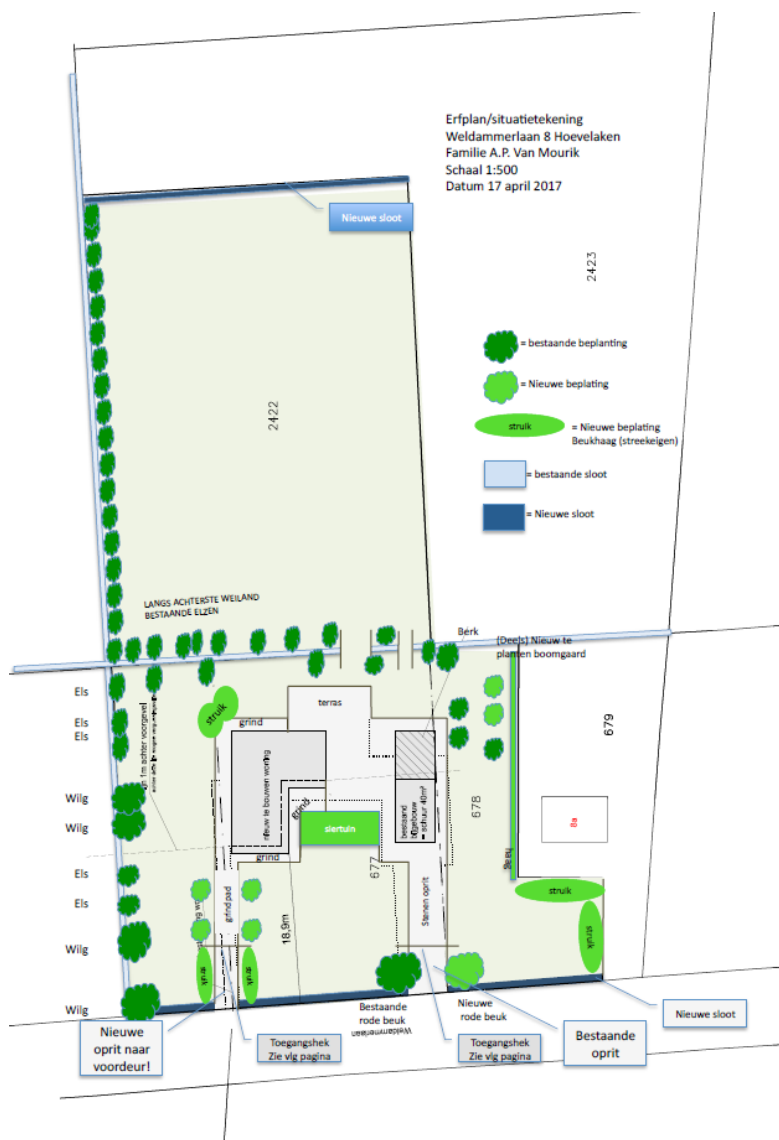 Erfplan/situatietekening
Weldammerlaan 8 Hoevelaken
Familie A.P. Van Mourik
Schaal 1:500
Datum 17 april 2017
Nieuwe sloot
2423
= bestaande beplanting
= Nieuwe beplating
2422
struik
= Nieuwe beplating
Beukhaag (streekeigen)
= bestaande sloot
= Nieuwe sloot
LANGS ACHTERSTE WEILAND
BESTAANDE ELZEN
Berk
(Deels) Nieuw te
planten boomgaard
Els
struik
terras
grind
Els
Els
1m achter voorgevel
679
nieuw te bouwen woning
bestaand
bijgebouw
Wilg
grind
678
8a
Wilg
siertuin
grind
677
haag
Els
grind pad
Stenen oprit
struik
Els
18,9m
struik
Wilg
struik
struik
Wilg
Bestaande
rode beuk
Nieuwe
rode beuk
Weldammerlaan
Nieuwe sloot
Nieuwe
oprit naar
voordeur!
Toegangshek
Zie vlg pagina
Toegangshek
Zie vlg pagina
Bestaande
oprit